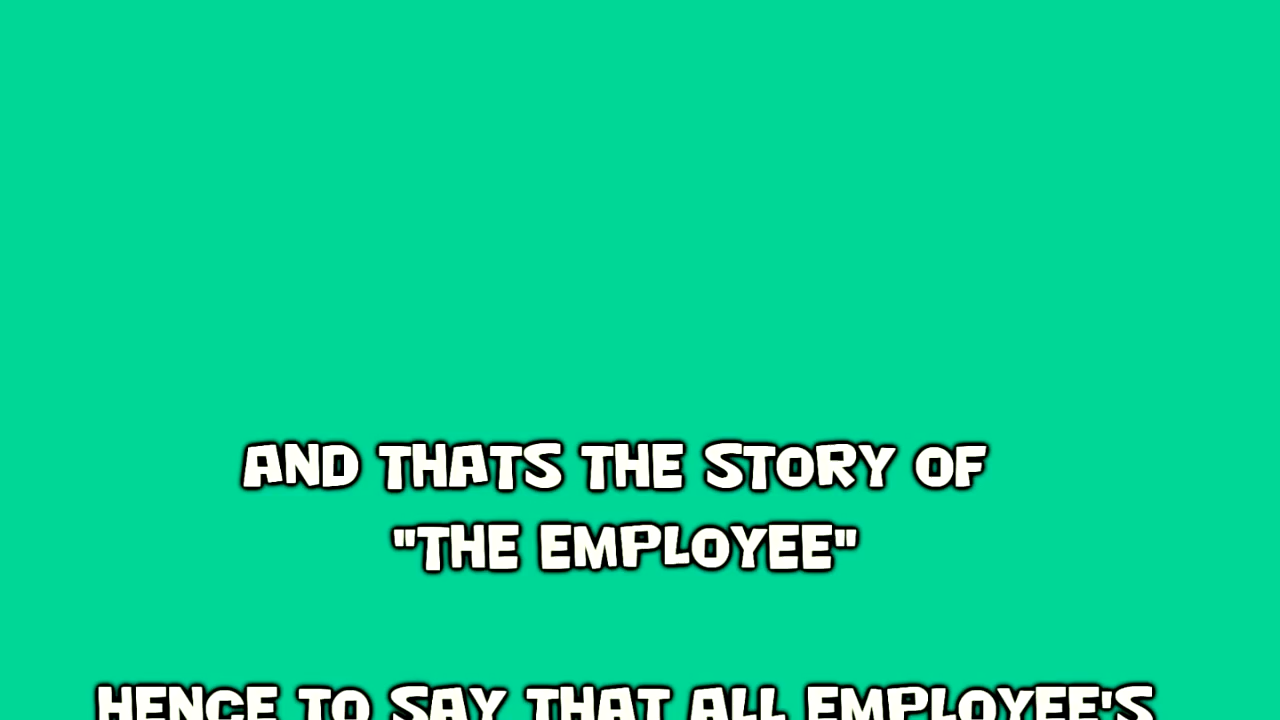 AND THATS THE STORY OF
"THE EMPLOYEE"
HENCE TO SAY THAT ALL EMPLOYEE'S